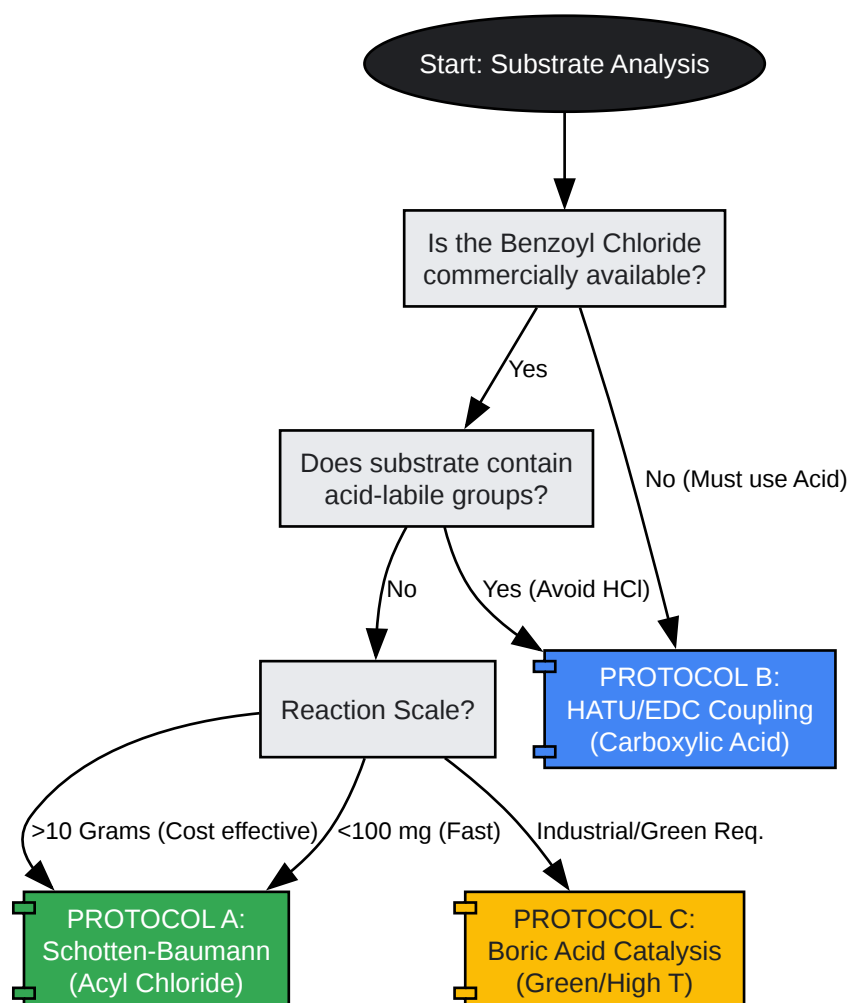 Start: Substrate Analysis
Is the Benzoyl Chloride
commercially available?
Yes
Does substrate contain
acid-labile groups?
No (Must use Acid)
No
Yes (Avoid HCl)
Reaction Scale?
PROTOCOL B:
HATU/EDC Coupling
(Carboxylic Acid)
>10 Grams (Cost effective)
<100 mg (Fast)
Industrial/Green Req.
PROTOCOL A:
Schotten-Baumann
(Acyl Chloride)
PROTOCOL C:
Boric Acid Catalysis
(Green/High T)